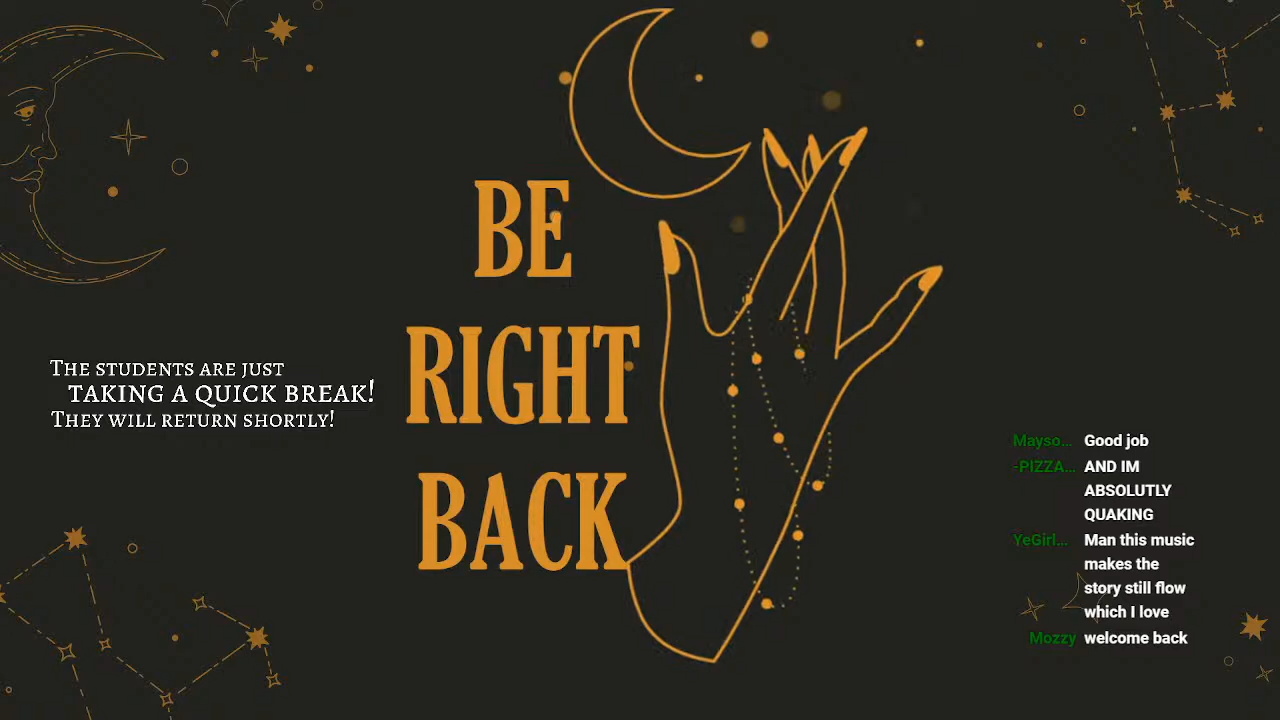 BE
RIGHT
BACK
The students are just
taking a quick break!
They will return shortly!
Mayso... Good job
-PIZZA... AND IM
ABSOLUTLY
QUAKING
YeGirl... Man this music
makes the
story still flow
which I love
Mozzy welcome back